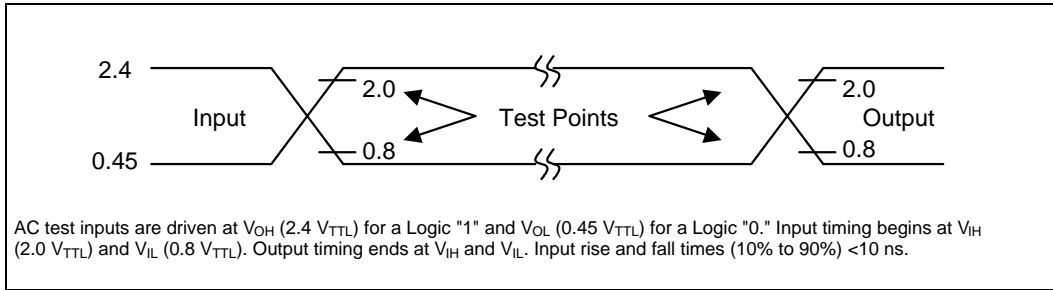 2.4
2.0
2.0
Input
Test Points
Output
0.8
0.8
0.45
AC test inputs are driven at VOH (2.4 VTTL) for a Logic "1" and VOL (0.45 VTTL) for a Logic "0." Input timing begins at VIH
(2.0 VTTL) and VIL (0.8 VTTL). Output timing ends at VIH and VIL. Input rise and fall times (10% to 90%) <10 ns.